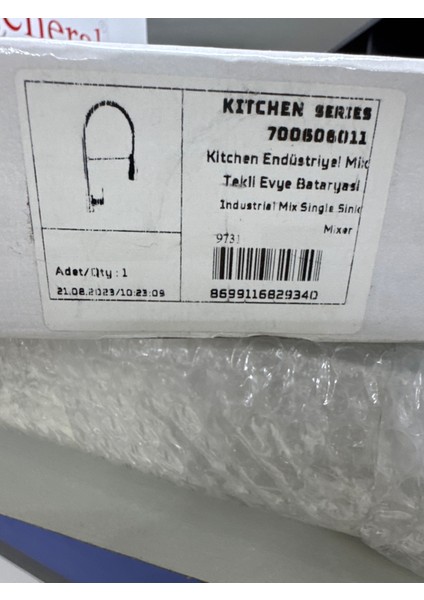 KITCHEN SERIES
700606011
Kitchen Endüstriyel Mix
Tekli Evye Bataryasi
Industrial Mix Single Sink
Mixer
9731
8699116829340
Adet/Qty : 1
21.08.2023/10:23:09